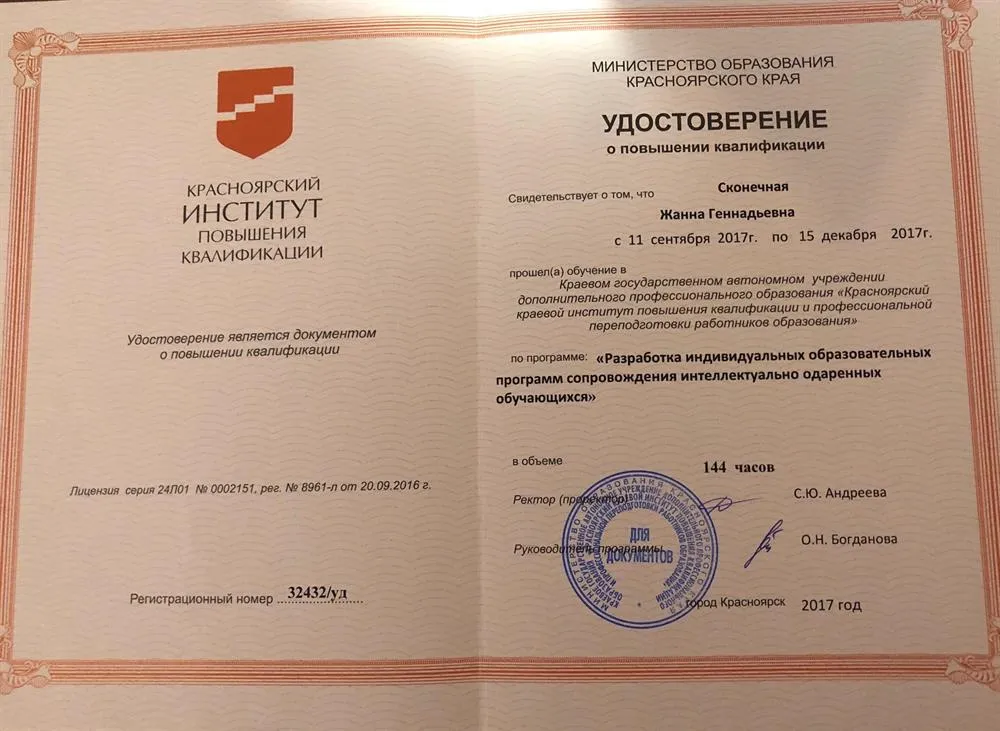 КРАСНОЯРСКИЙ
ИНСТИТУТ
ПОВЫШЕНИЯ
КВАЛИФИКАЦИИ
Удостоверение является документом
о повышении квалификации
Лицензия серия 24Л01 № 0002151, рег. № 8961-л от 20.09.2016 г.
Регистрационный номер 32432/уд
МИНИСТЕРСТВО ОБРАЗОВАНИЯ
КРАСНОЯРСКОГО КРАЯ
УДОСТОВЕРЕНИЕ
о повышении квалификации
Свидетельствует о том, что Сконечная
Жанна Геннадьевна
с 11 сентября 2017г. по 15 декабря 2017г.
прошел(а) обучение в
Краевом государственном автономном учреждении
дополнительного профессионального образования «Красноярский
краевой институт повышения квалификации и профессиональной
переподготовки работников образования»
по программе: «Разработка индивидуальных образовательных
программ сопровождения интеллектуально одаренных
обучающихся»
в объеме
144 часов
Ректор (проректор) С.Ю. Андреева
Руководитель программы О.Н. Богданова
ДЛЯ
ДОКУМЕНТОВ
город Красноярск 2017 год